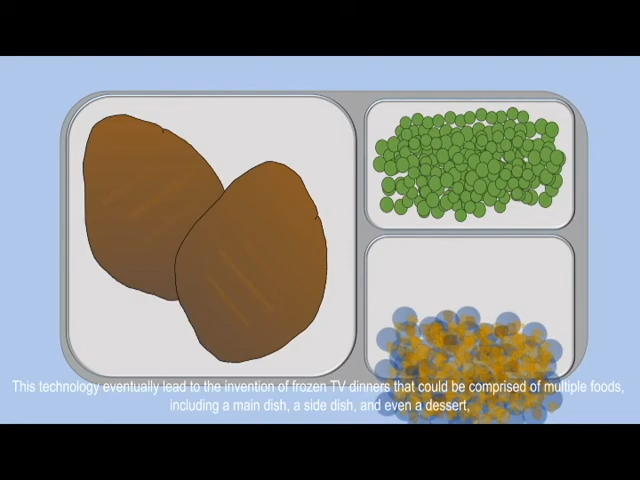 This technology eventually lead to the invention of frozen TV dinners that could be comprised of multiple foods,
including a main dish, a side dish, and even a dessert,